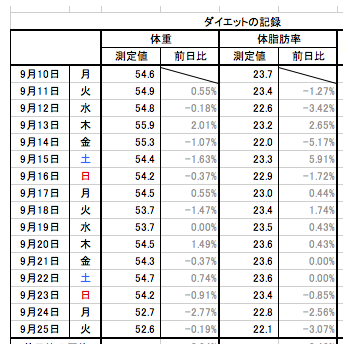 ダイエットの記録
体重 体脂肪率
測定値 前日比 測定値 前日比
9月10日 月 54.6 23.7
9月11日 火 54.9 0.55% 23.4 −1.27%
9月12日 水 54.8 −0.18% 22.6 −3.42%
9月13日 木 55.9 2.01% 23.2 2.65%
9月14日 金 55.3 −1.07% 22.0 −5.17%
9月15日 土 54.4 −1.63% 23.3 5.91%
9月16日 日 54.2 −0.37% 22.9 −1.72%
9月17日 月 54.5 0.55% 23.0 0.44%
9月18日 火 53.7 −1.47% 23.4 1.74%
9月19日 水 53.7 0.00% 23.5 0.43%
9月20日 木 54.5 1.49% 23.6 0.43%
9月21日 金 54.3 −0.37% 23.6 0.00%
9月22日 土 54.7 0.74% 23.6 0.00%
9月23日 日 54.2 −0.91% 23.4 −0.85%
9月24日 月 52.7 −2.77% 22.8 −2.56%
9月25日 火 52.6 −0.19% 22.1 −3.07%